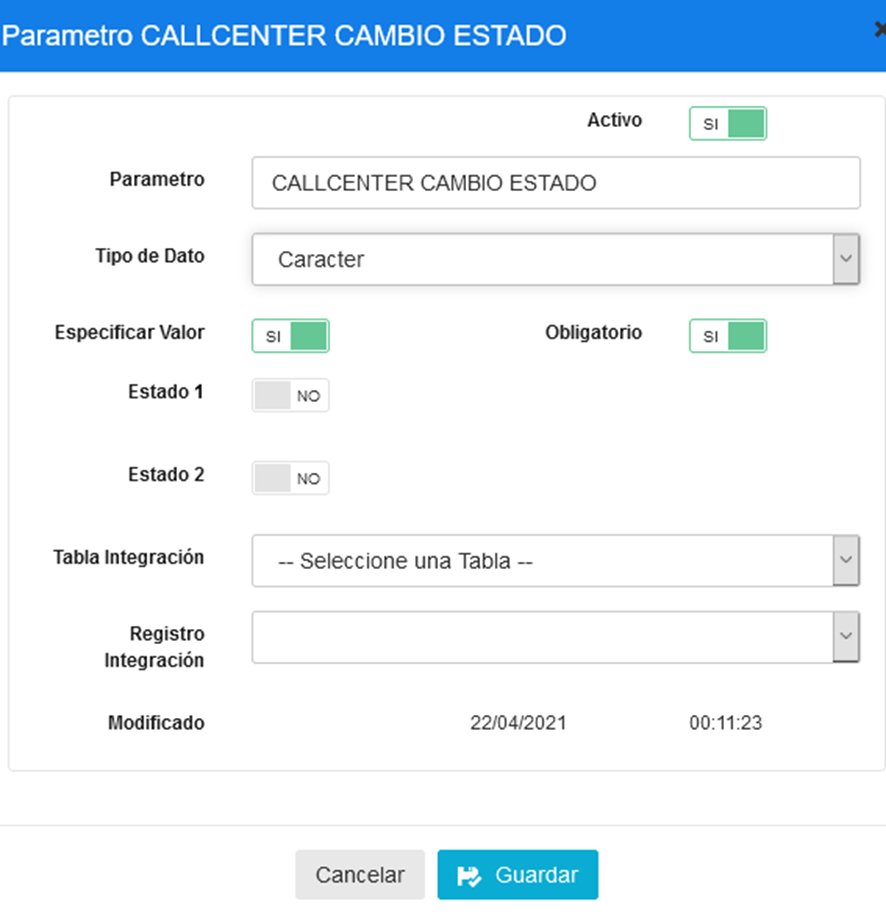 Parametro CALLCENTER CAMBIO ESTADO
Activo SI
Parametro CALLCENTER CAMBIO ESTADO
Tipo de Dato Caracter
Especificar Valor SI Obligatorio SI
Estado 1 NO
Estado 2 NO
Tabla Integración -- Seleccione una Tabla --
Registro
Integración
Modificado 22/04/2021 00:11:23
Cancelar Guardar